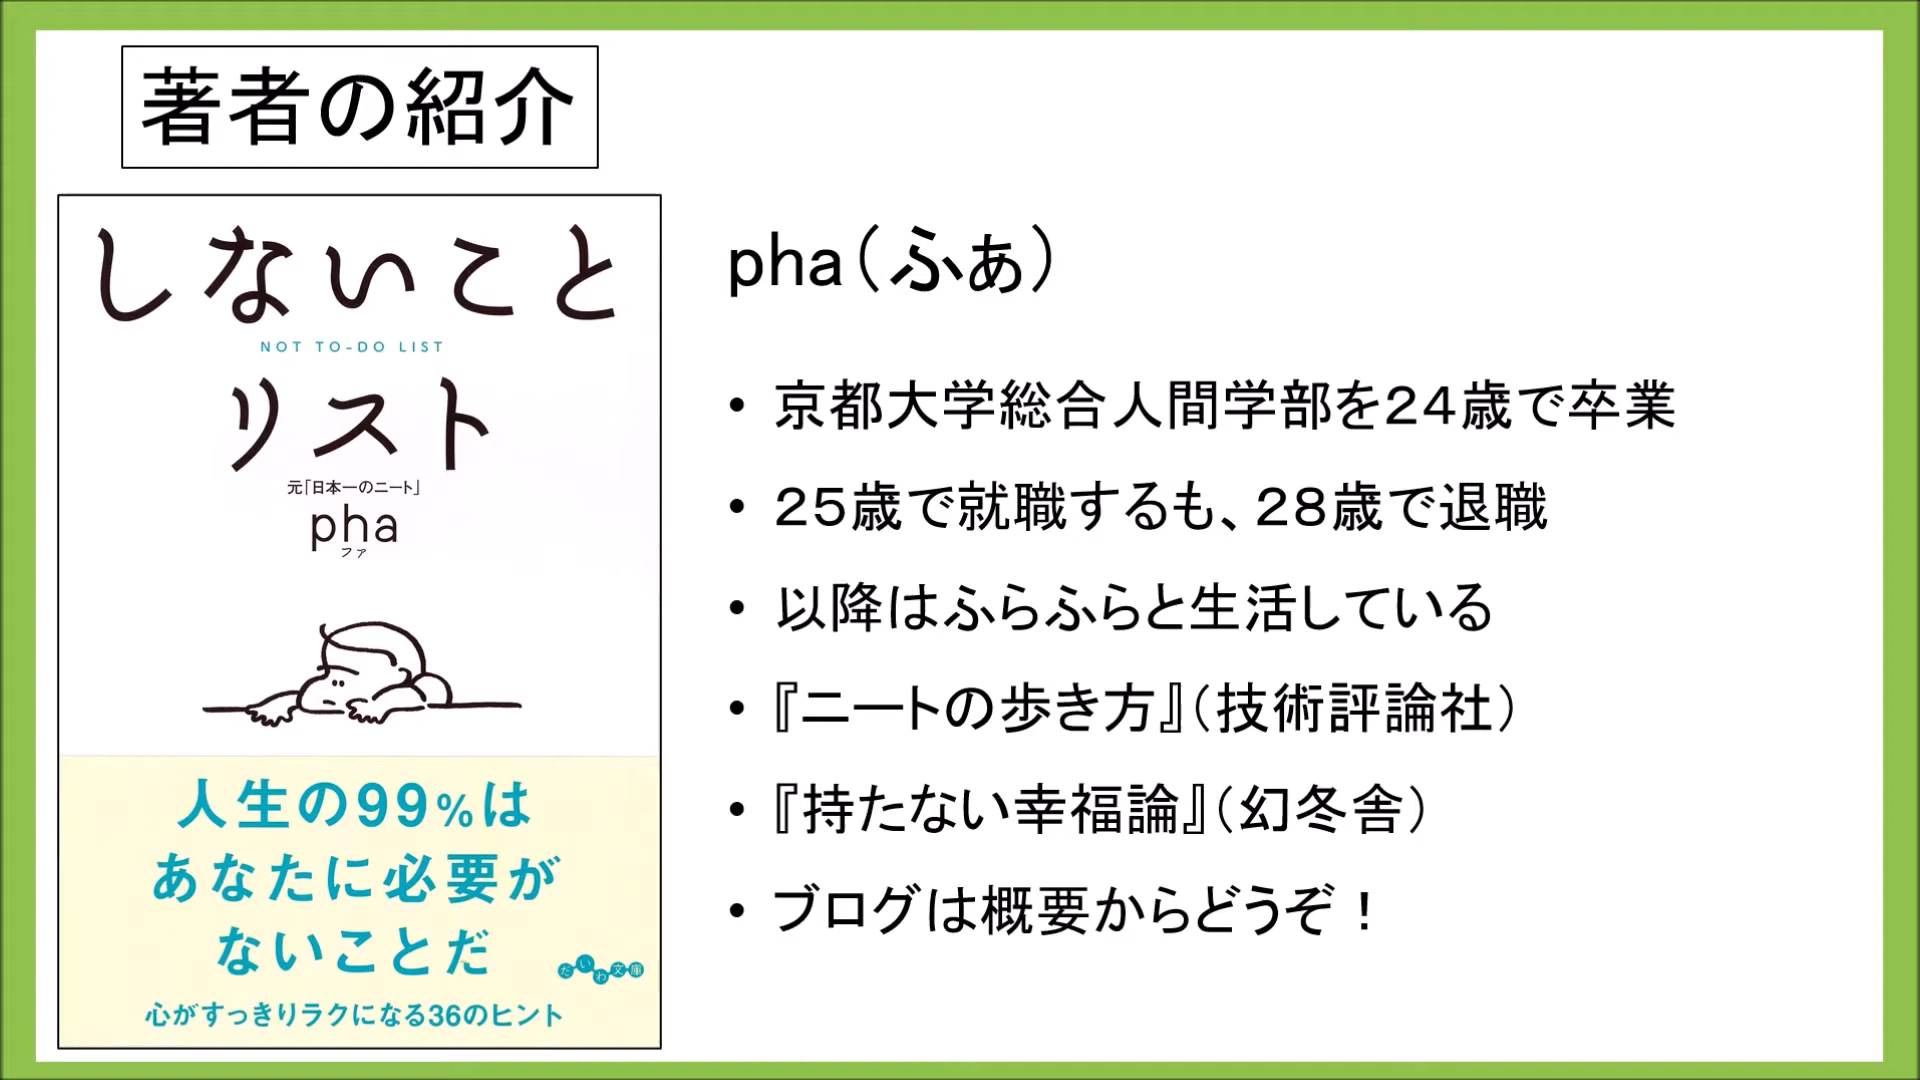 著者の紹介
しないこと
NOT TO-DO LIST
リスト
元「日本一のニート」
pha
ファ
人生の99%は
あなたに必要が
ないことだ
だいわ文庫
心がすっきりラクになる36のヒント
pha（ふぁ）
• 京都大学総合人間学部を２４歳で卒業
• ２５歳で就職するも、２８歳で退職
• 以降はふらふらと生活している
• 『ニートの歩き方』（技術評論社）
• 『持たない幸福論』（幻冬舎）
• ブログは概要からどうぞ！